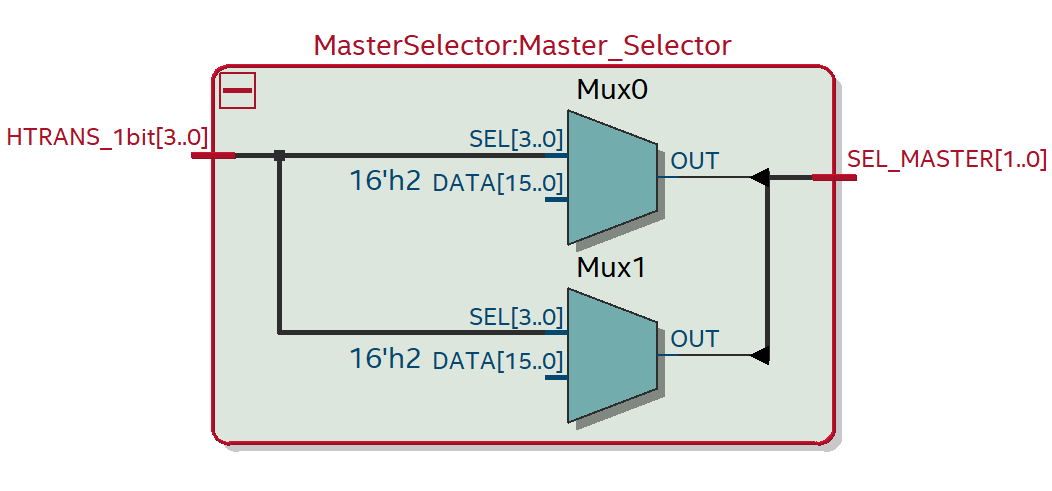 MasterSelector:Master_Selector
Mux0
HTRANS_1bit[3..0]
SEL[3..0]
OUT
SEL_MASTER[1..0]
16'h2 DATA[15..0]
Mux1
SEL[3..0]
OUT
16'h2 DATA[15..0]